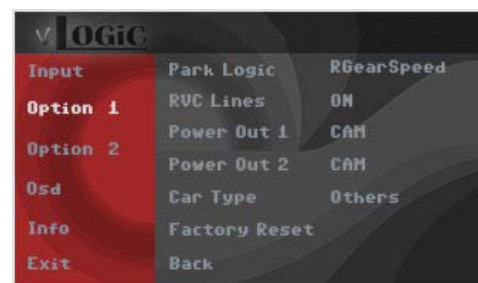 v LOGiC
Input
Option 1
Option 2
Osd
Info
Exit
Park Logic RGearSpeed
RVC Lines ON
Power Out 1 CAM
Power Out 2 CAM
Car Type Others
Factory Reset
Back